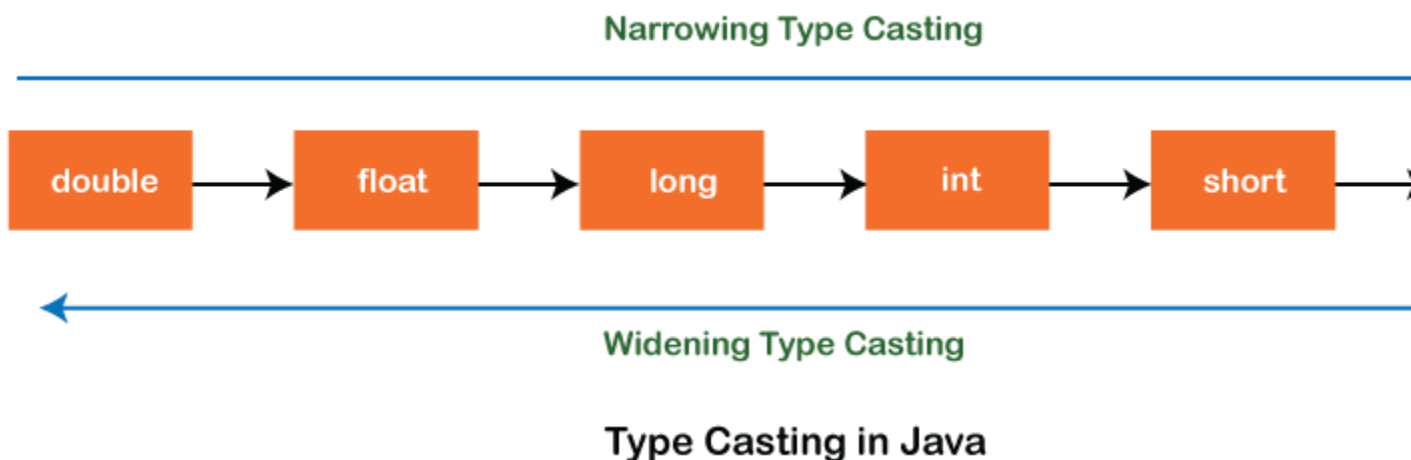 Narrowing Type Casting
double float long int short
Widening Type Casting
Type Casting in Java